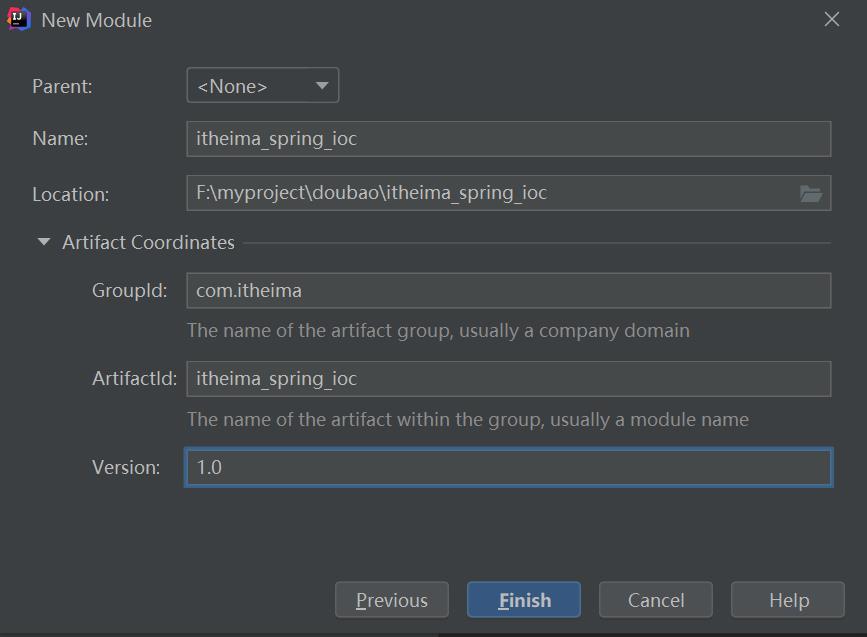 New Module
Parent: <None>
Name: itheima_spring_ioc
Location: F:\myproject\doubao\itheima_spring_ioc
Artifact Coordinates
GroupId: com.itheima
The name of the artifact group, usually a company domain
ArtifactId: itheima_spring_ioc
The name of the artifact within the group, usually a module name
Version: 1.0
Previous Finish Cancel Help